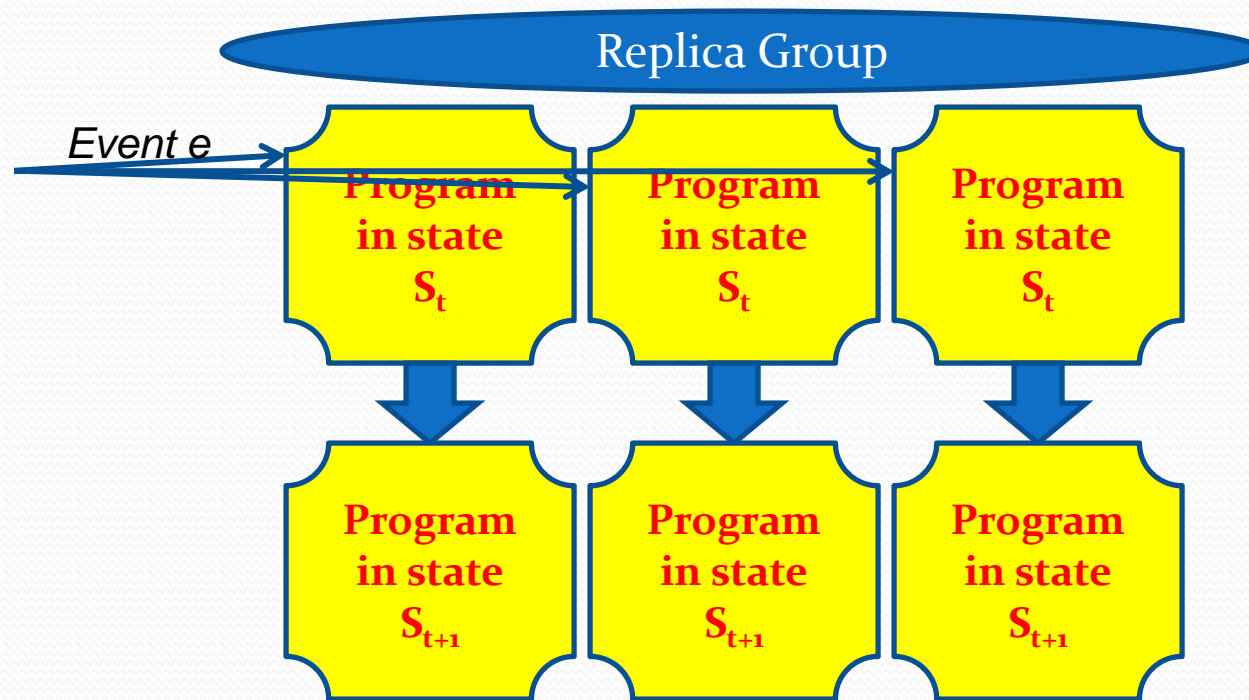 Replica Group
Event e
Program Program Program
in state in state in state
Sₜ Sₜ Sₜ
Program Program Program
in state in state in state
Sₜ₊₁ Sₜ₊₁ Sₜ₊₁